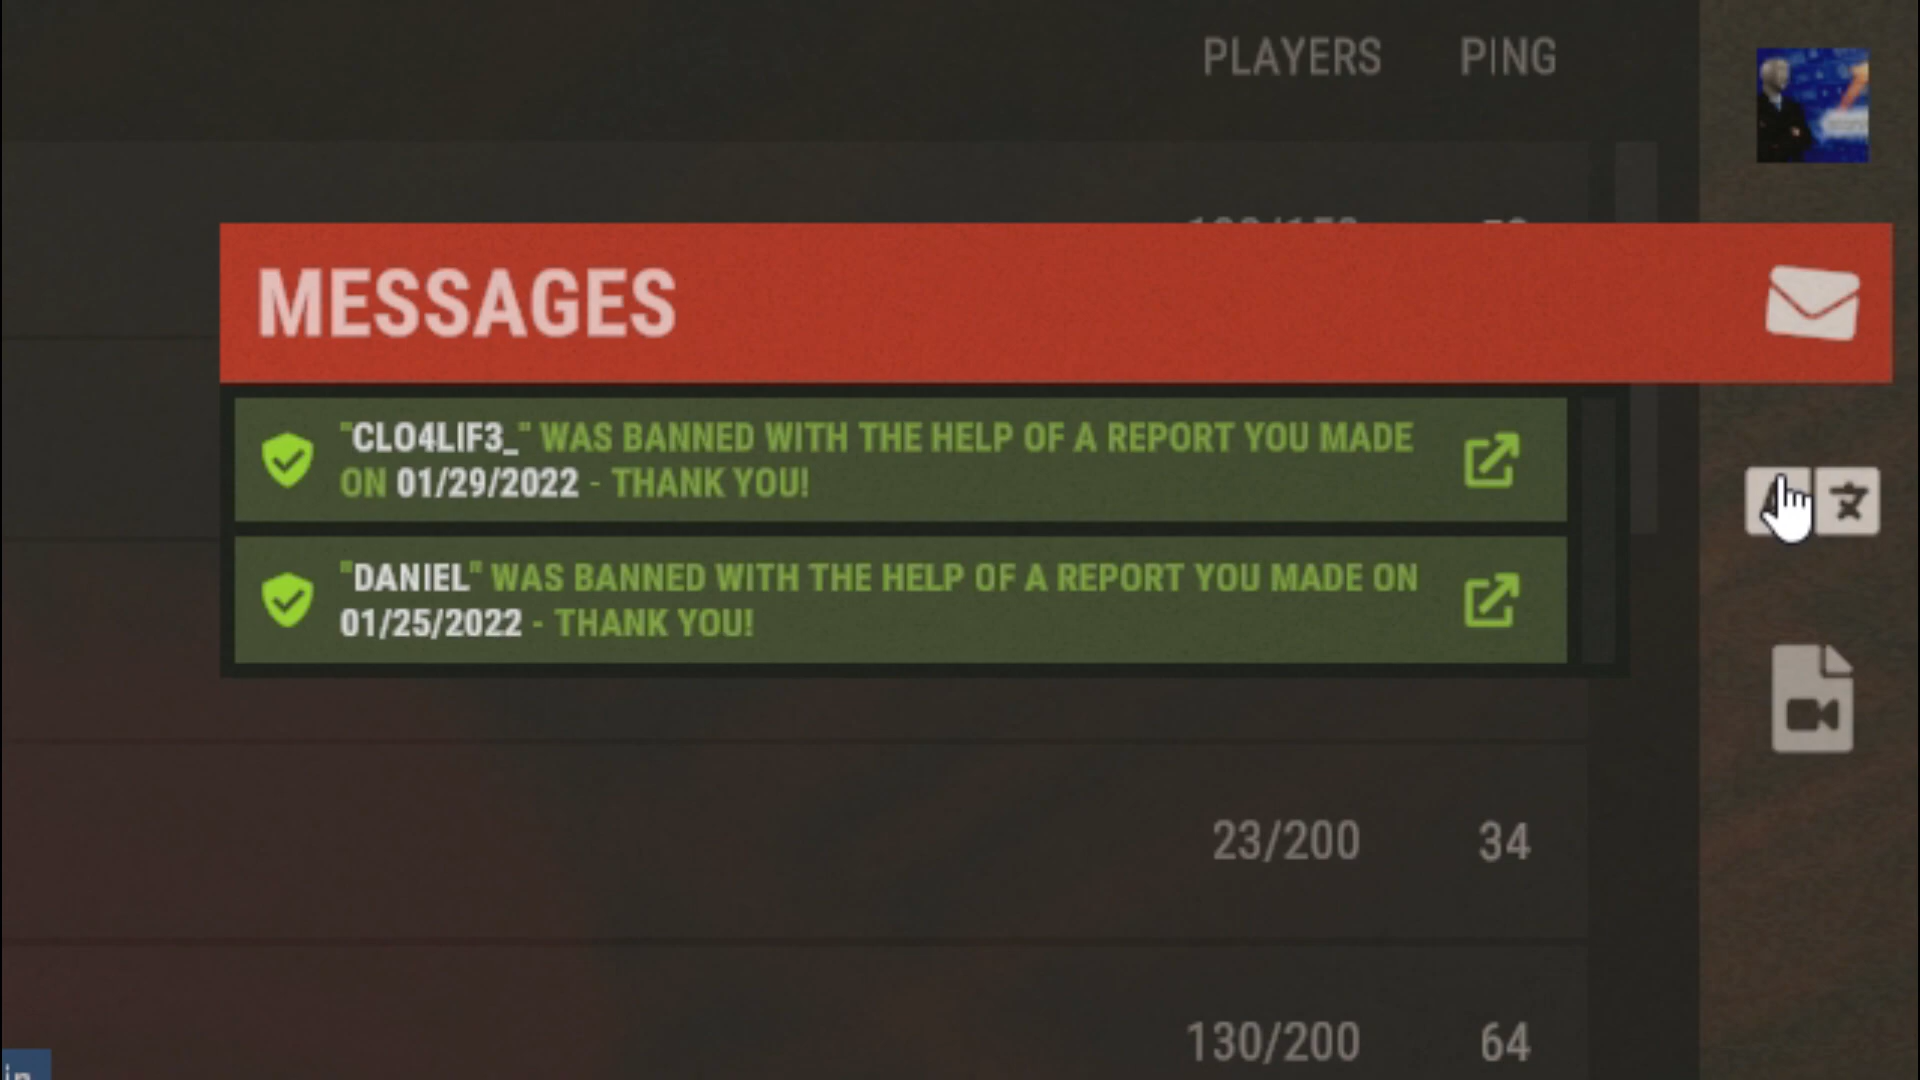 PLAYERS PING
MESSAGES
"CLO4LIF3_" WAS BANNED WITH THE HELP OF A REPORT YOU MADE
ON 01/29/2022 - THANK YOU!
"DANIEL" WAS BANNED WITH THE HELP OF A REPORT YOU MADE ON
01/25/2022 - THANK YOU!
文
23/200 34
130/200 64
in